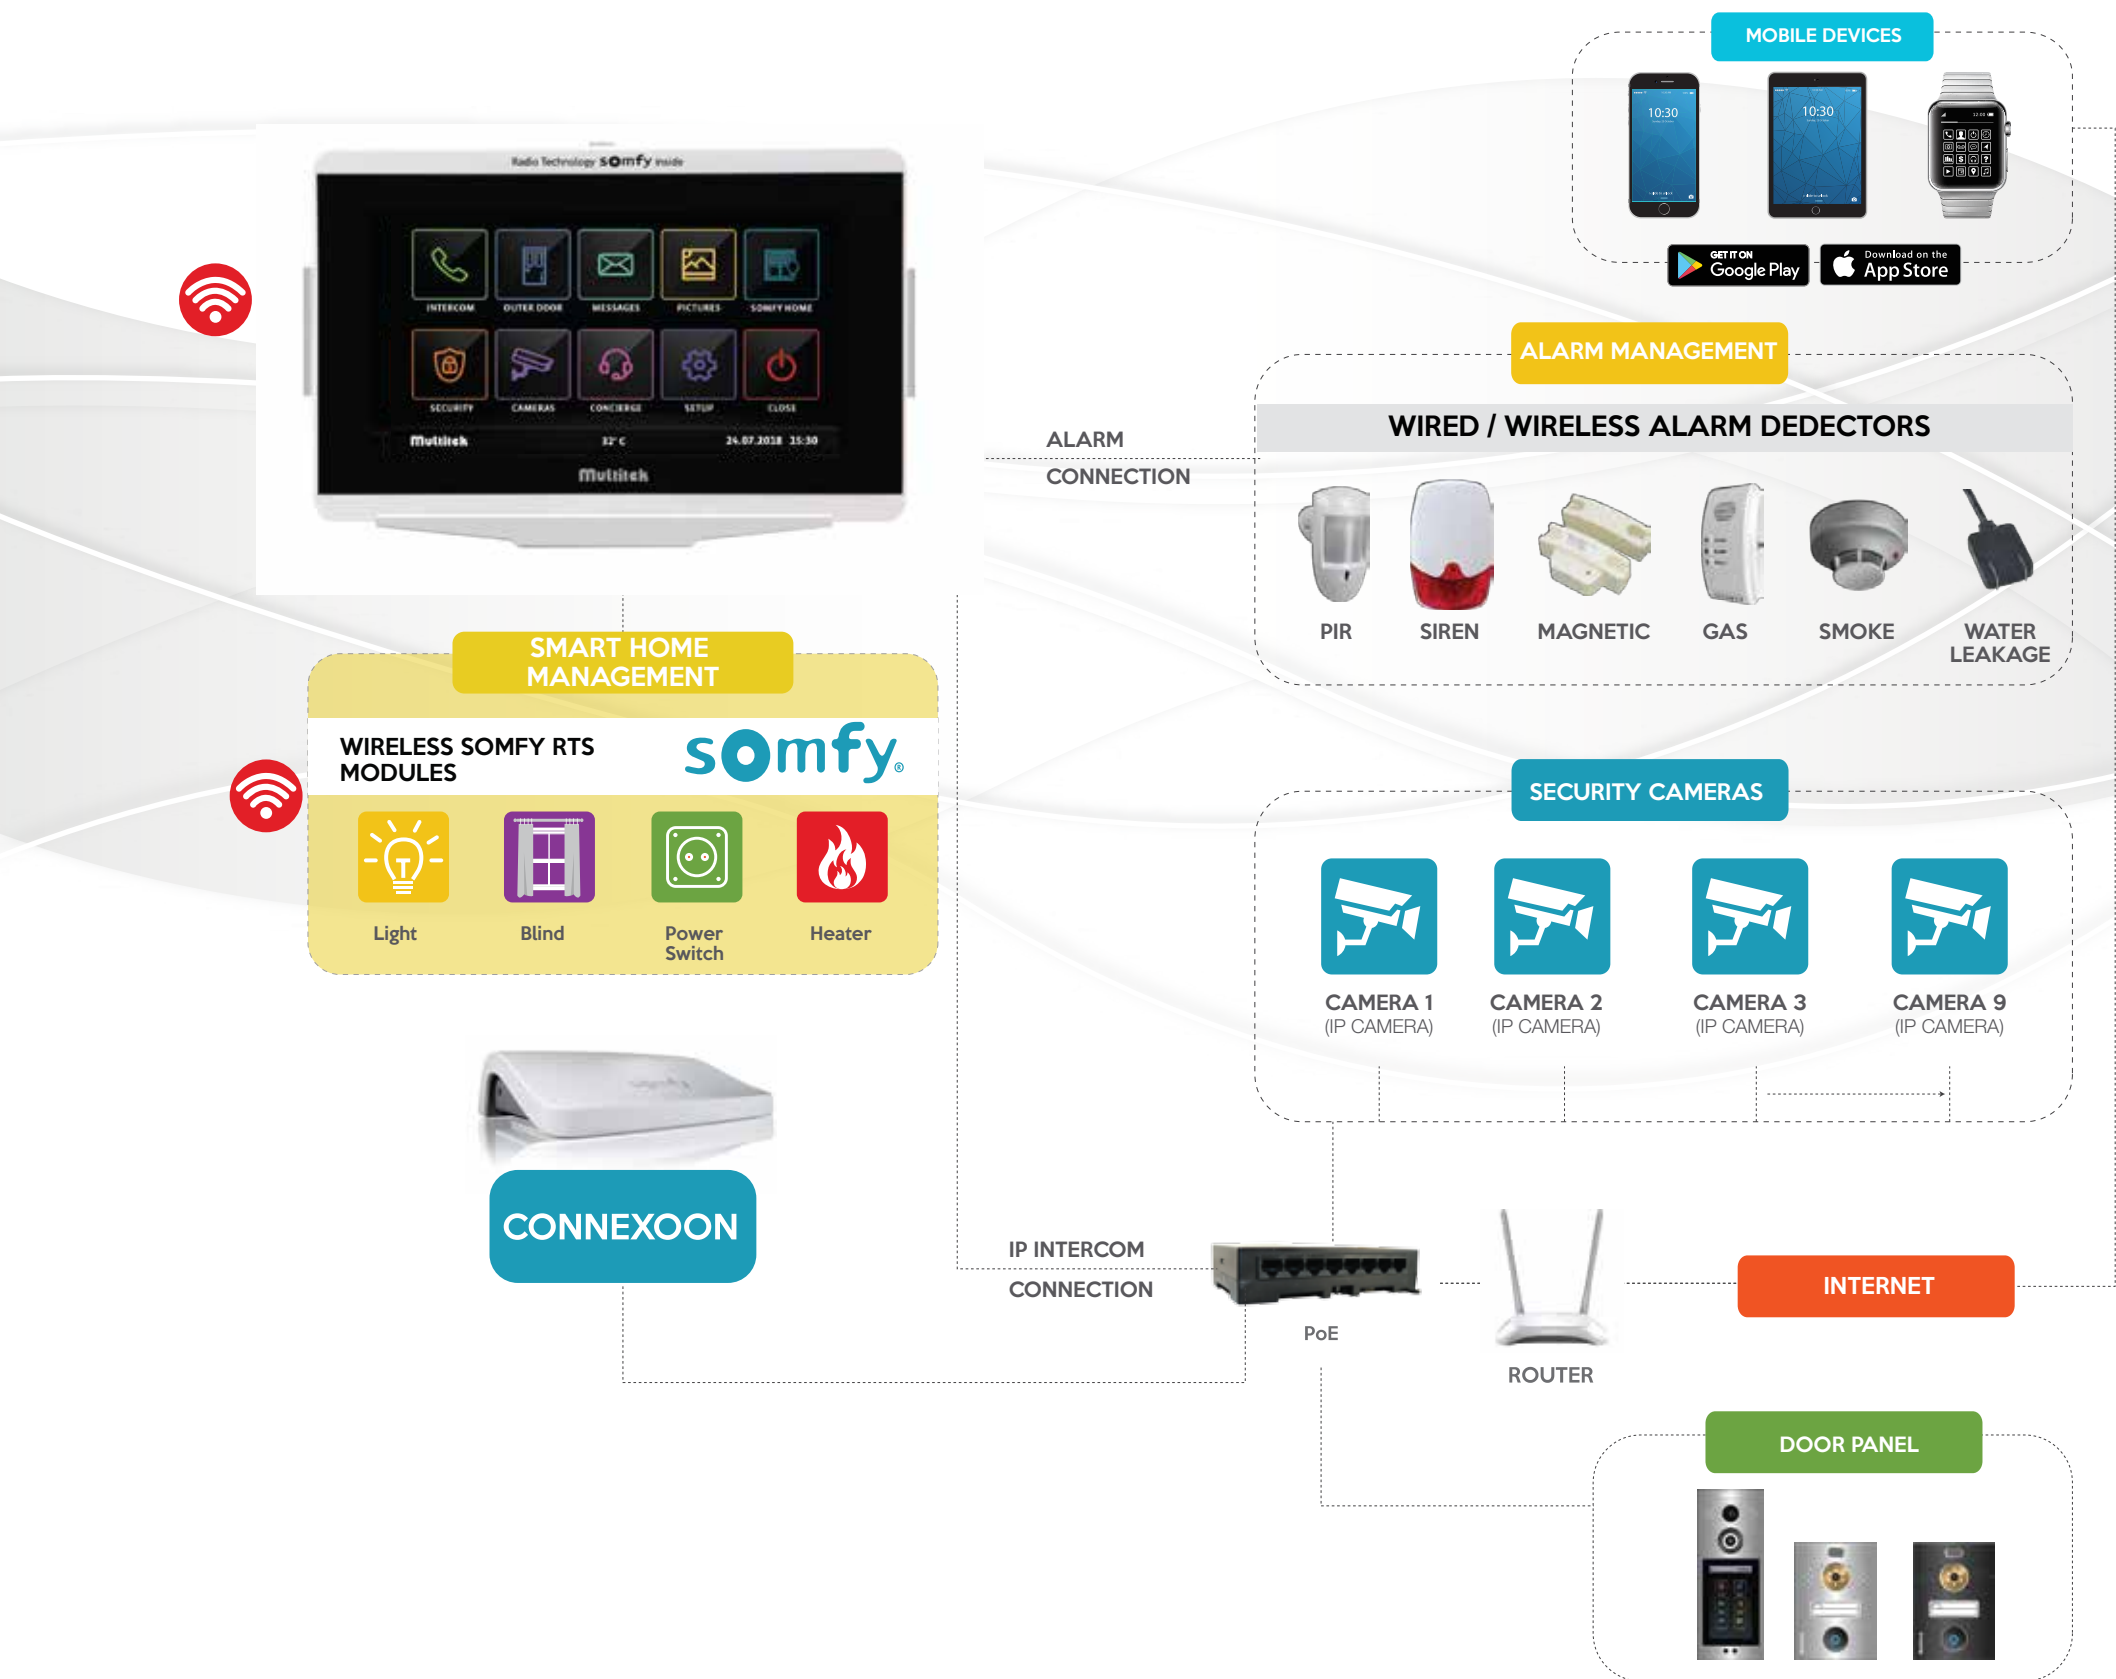 MOBILE DEVICES
10:30
10:30
12:00
GET IT ON
Google Play
Download on the
App Store
Radio Technology somfy inside
INTERCOM
OUTER DOOR
MESSAGES
PICTURES
SOMFY HOME
SECURITY
CAMERAS
CONCIERGE
SETUP
CLOSE
Multitek
32° C
24.07.2018 15:30
Multitek
ALARM
CONNECTION
ALARM MANAGEMENT
WIRED / WIRELESS ALARM DEDECTORS
PIR
SIREN
MAGNETIC
GAS
SMOKE
WATER
LEAKAGE
SMART HOME
MANAGEMENT
WIRELESS SOMFY RTS
MODULES
somfy®
Light
Blind
Power
Switch
Heater
SECURITY CAMERAS
CAMERA 1
(IP CAMERA)
CAMERA 2
(IP CAMERA)
CAMERA 3
(IP CAMERA)
CAMERA 9
(IP CAMERA)
somfy
CONNEXOON
IP INTERCOM
CONNECTION
PoE
ROUTER
INTERNET
DOOR PANEL